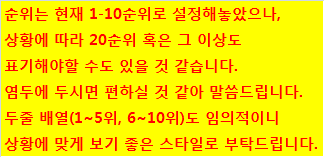 순위는 현재 1-10순위로 설정해놓았으나,
상황에 따라 20순위 혹은 그 이상도
표기해야할 수도 있을 것 같습니다.
염두에 두시면 편하실 것 같아 말씀드립니다.
두줄 배열(1~5위, 6~10위)도 임의적이니
상황에 맞게 보기 좋은 스타일로 부탁드립니다.